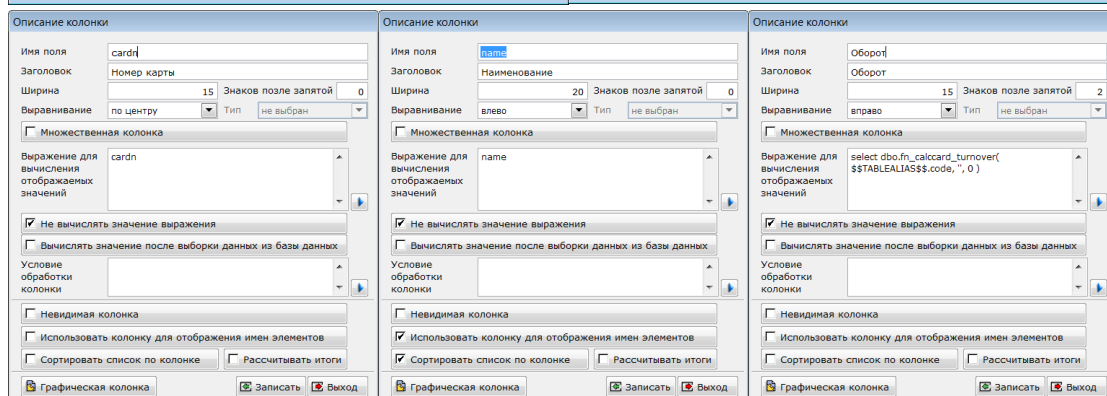 Описание колонки
Имя поля cardn
Заголовок Номер карты
Ширина 15 Знаков позле запятой 0
Выравнивание по центру Тип не выбран
Множественная колонка
Выражение для вычисления отображаемых значений
cardn
Не вычислять значение выражения
Вычислять значение после выборки данных из базы данных
Условие обработки колонки
Невидимая колонка
Использовать колонку для отображения имен элементов
Сортировать список по колонке Рассчитывать итоги
Графическая колонка Записать Выход
Описание колонки
Имя поля name
Заголовок Наименование
Ширина 20 Знаков позле запятой 0
Выравнивание влево Тип не выбран
Множественная колонка
Выражение для вычисления отображаемых значений
name
Не вычислять значение выражения
Вычислять значение после выборки данных из базы данных
Условие обработки колонки
Невидимая колонка
Использовать колонку для отображения имен элементов
Сортировать список по колонке Рассчитывать итоги
Графическая колонка Записать Выход
Описание колонки
Имя поля Оборот
Заголовок Оборот
Ширина 15 Знаков позле запятой 2
Выравнивание вправо Тип не выбран
Множественная колонка
Выражение для вычисления отображаемых значений
select dbo.fn_calccard_turnover(
$$TABLEALIAS$$.code, '', 0 )
Не вычислять значение выражения
Вычислять значение после выборки данных из базы данных
Условие обработки колонки
Невидимая колонка
Использовать колонку для отображения имен элементов
Сортировать список по колонке Рассчитывать итоги
Графическая колонка Записать Выход